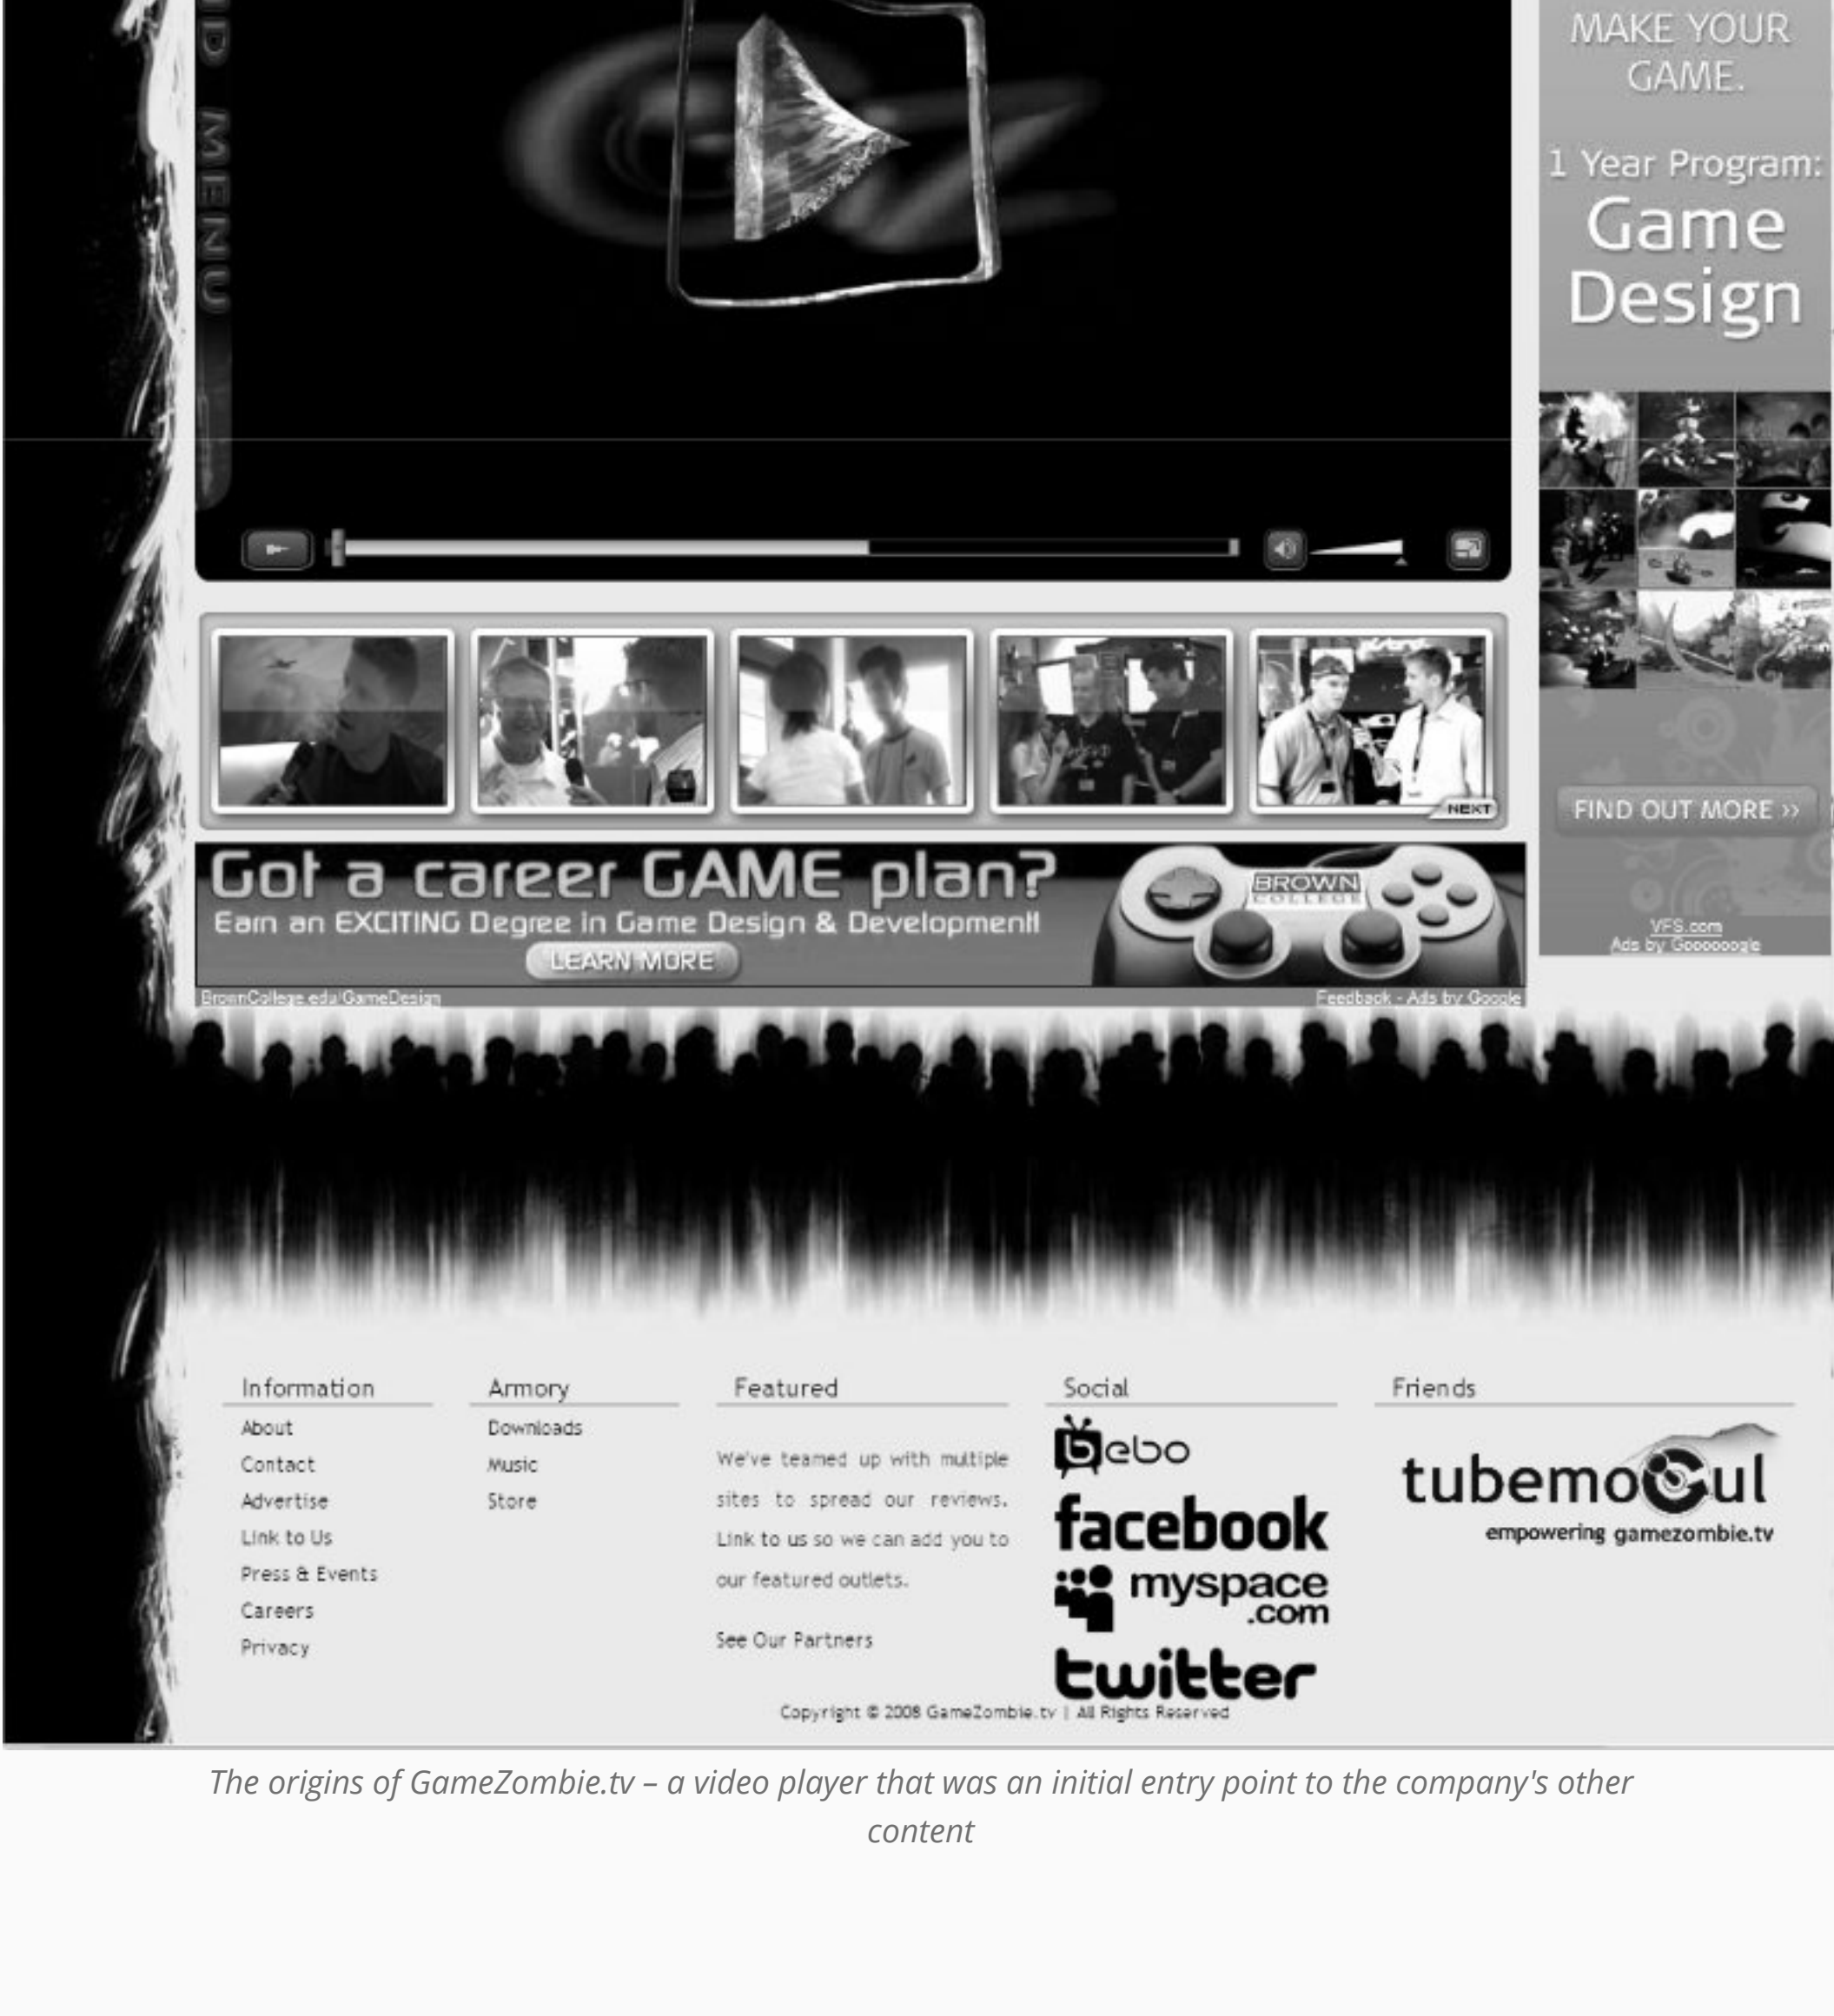 MENU
MAKE YOUR
GAME.
1 Year Program:
Game
Design
NEXT
FIND OUT MORE >>
VFS.com
Ads by Goooooogle
Got a career GAME plan?
Earn an EXCITING Degree in Game Design & Development!!
LEARN MORE
BROWN
COLLEGE
BrownCollege.edu/GameDesign
Feedback - Ads by Google
Information
About
Contact
Advertise
Link to Us
Press & Events
Careers
Privacy
Armory
Downloads
Music
Store
Featured
We've teamed up with multiple
sites to spread our reviews.
Link to us so we can add you to
our featured outlets.
See Our Partners
Social
bebo
facebook
myspace
.com
twitter
Friends
tubemogul
empowering gamezombie.tv
Copyright © 2008 GameZombie.tv | All Rights Reserved
The origins of GameZombie.tv – a video player that was an initial entry point to the company's other
content